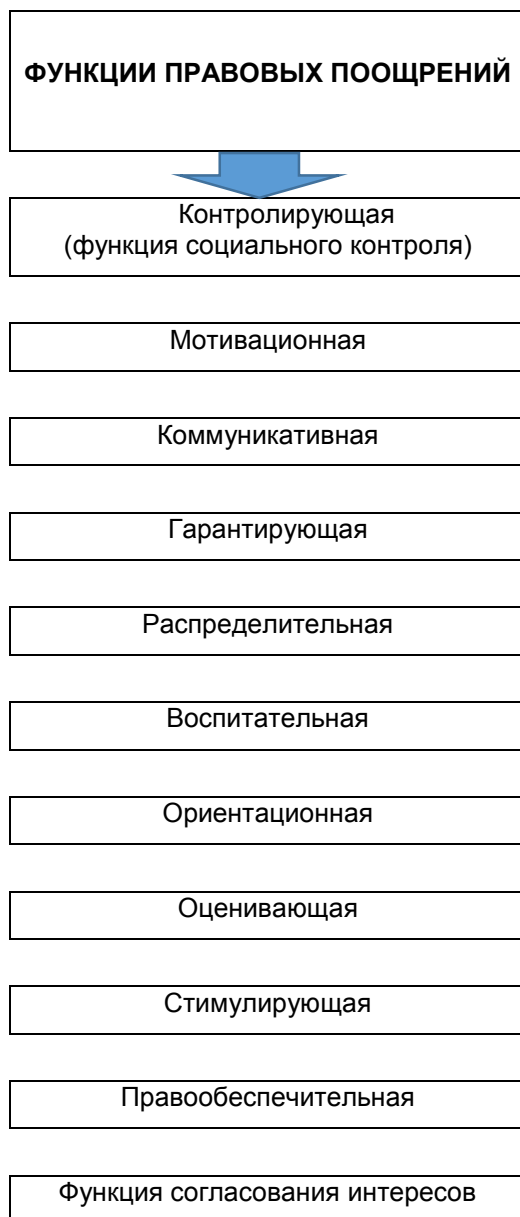 ФУНКЦИИ ПРАВОВЫХ ПООЩРЕНИЙ
Контролирующая
(функция социального контроля)
Мотивационная
Коммуникативная
Гарантирующая
Распределительная
Воспитательная
Ориентационная
Оценивающая
Стимулирующая
Правообеспечительная
Функция согласования интересов